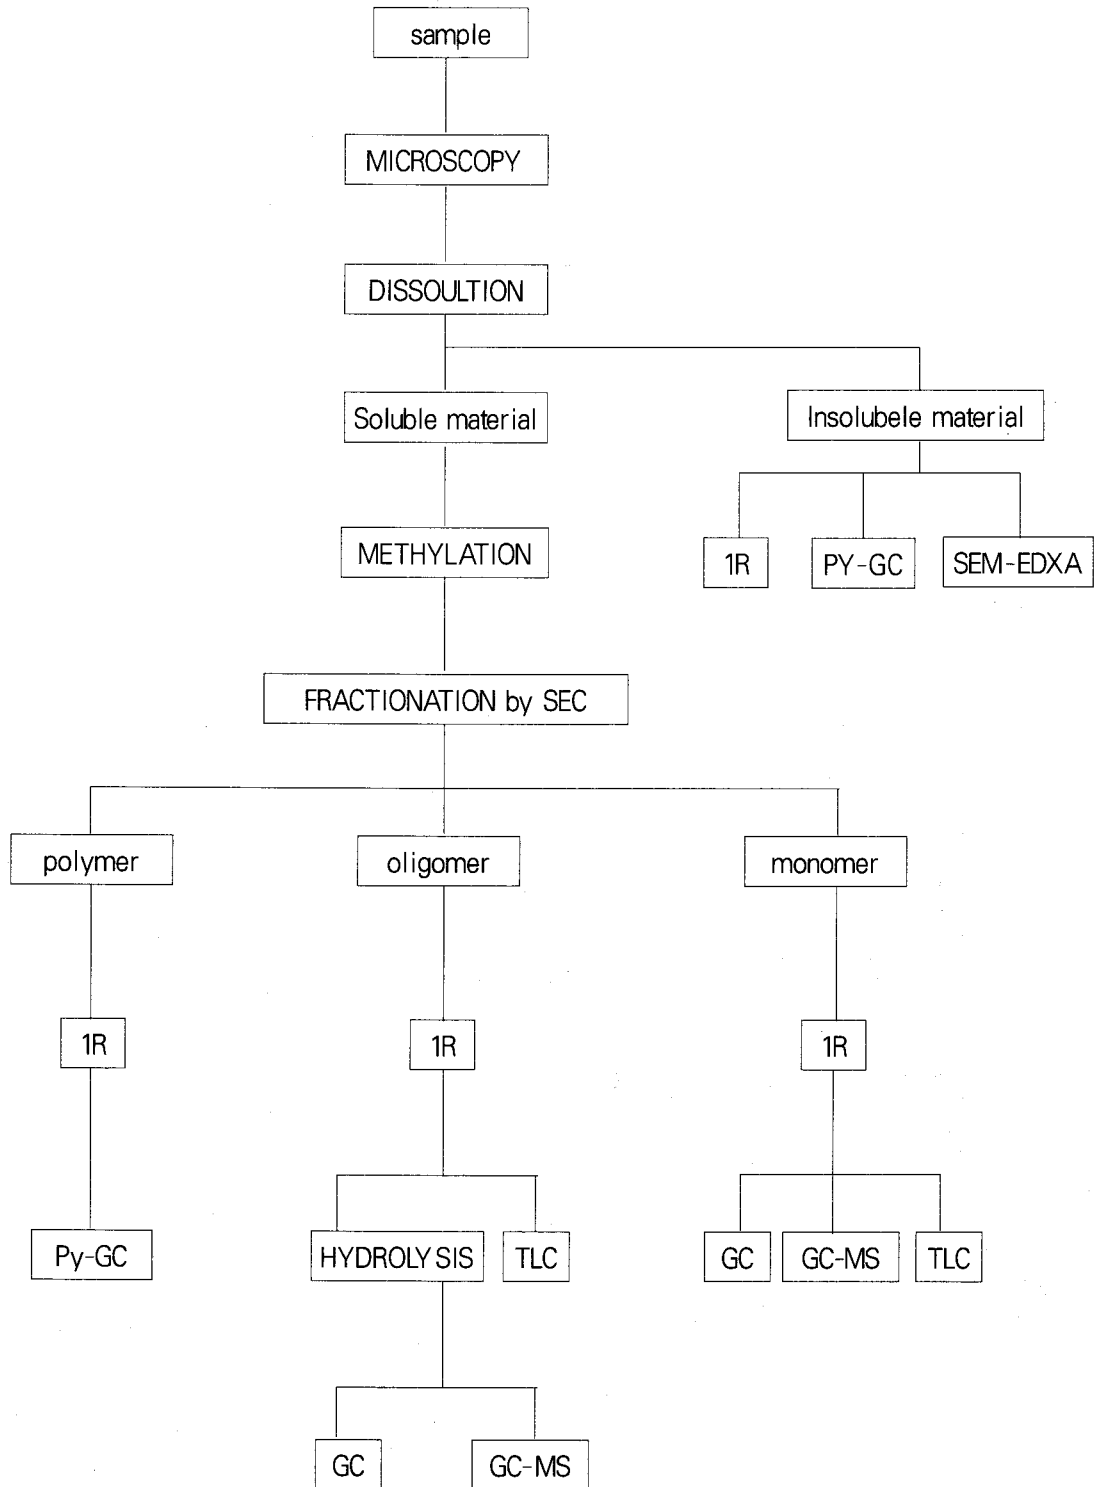 sample
MICROSCOPY
DISSOULTION
Soluble material
Insolubele material
METHYLATION
1R
PY-GC
SEM-EDXA
FRACTIONATION by SEC
polymer
oligomer
monomer
1R
1R
1R
Py-GC
HYDROLYSIS
TLC
GC
GC-MS
TLC
GC
GC-MS